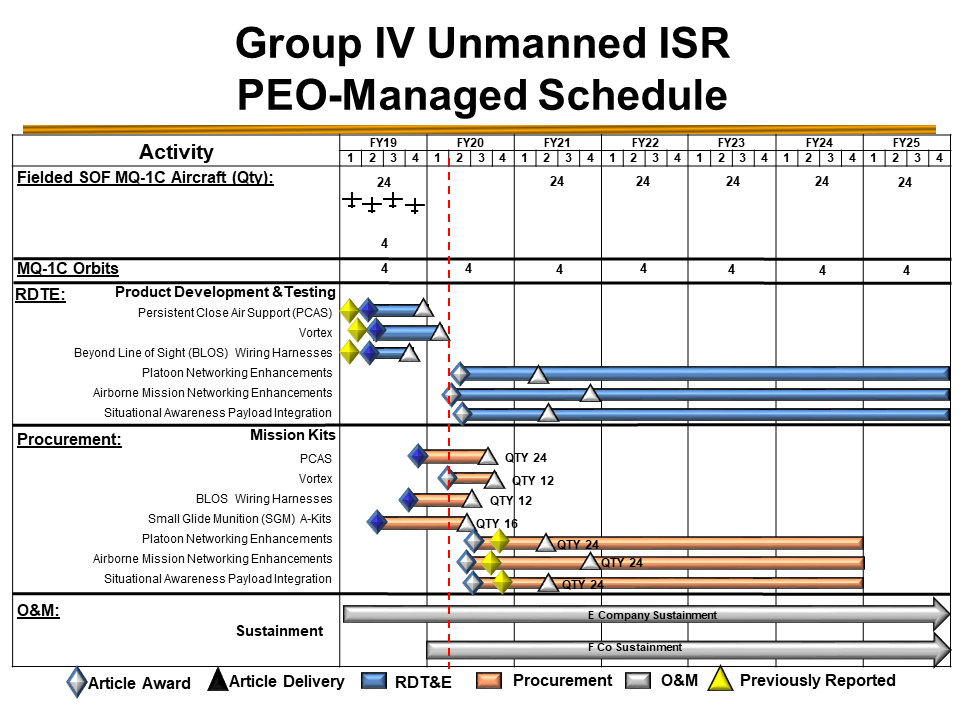 Group IV Unmanned ISR
PEO-Managed Schedule
Activity
FY19 FY20 FY21 FY22 FY23 FY24 FY25
1 2 3 4 1 2 3 4 1 2 3 4 1 2 3 4 1 2 3 4 1 2 3 4 1 2 3 4
Fielded SOF MQ-1C Aircraft (Qty):
24 24 24 24 24 24
4
MQ-1C Orbits
4 4 4 4 4 4 4
RDTE: Product Development & Testing
Persistent Close Air Support (PCAS)
Vortex
Beyond Line of Sight (BLOS) Wiring Harnesses
Platoon Networking Enhancements
Airborne Mission Networking Enhancements
Situational Awareness Payload Integration
Procurement: Mission Kits
PCAS QTY 24
Vortex QTY 12
BLOS Wiring Harnesses QTY 12
Small Glide Munition (SGM) A-Kits QTY 16
Platoon Networking Enhancements QTY 24
Airborne Mission Networking Enhancements QTY 24
Situational Awareness Payload Integration QTY 24
O&M:
E Company Sustainment
Sustainment
F Co Sustainment
Article Award Article Delivery RDT&E Procurement O&M Previously Reported